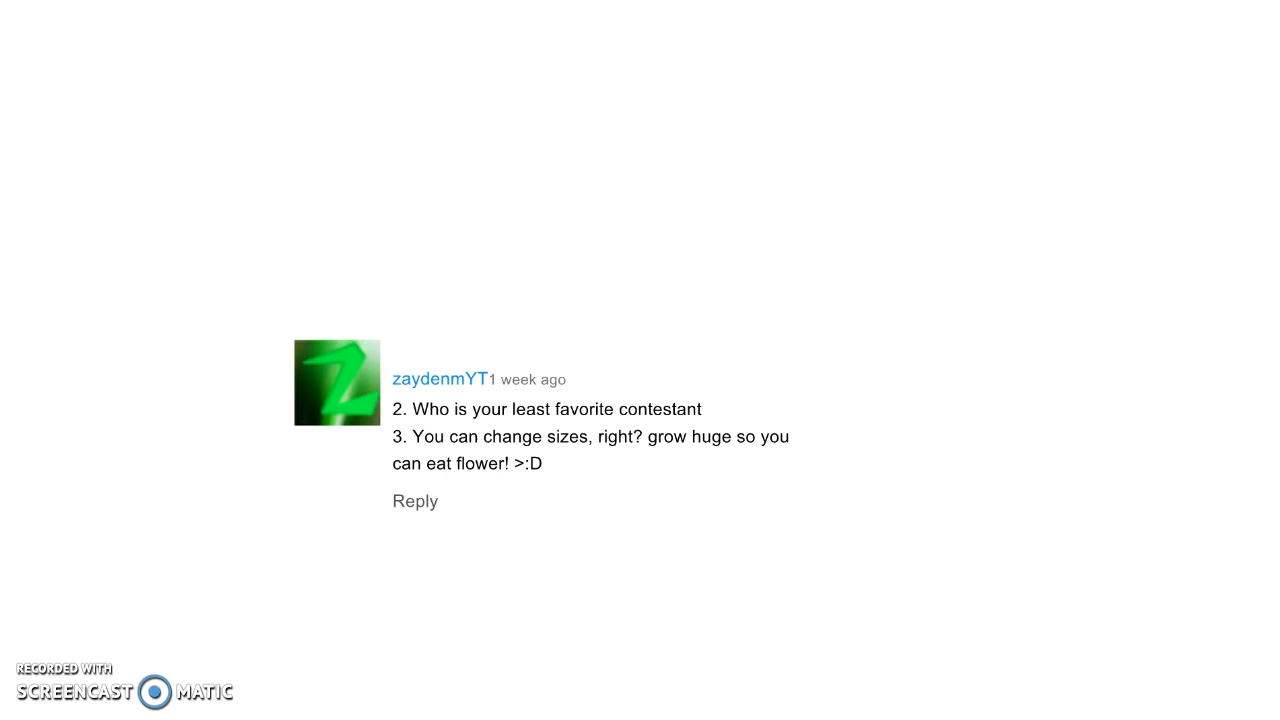 Z
zaydenmYT1 week ago
2. Who is your least favorite contestant
3. You can change sizes, right? grow huge so you
can eat flower! >:D
Reply
RECORDED WITH
SCREENCAST MATIC